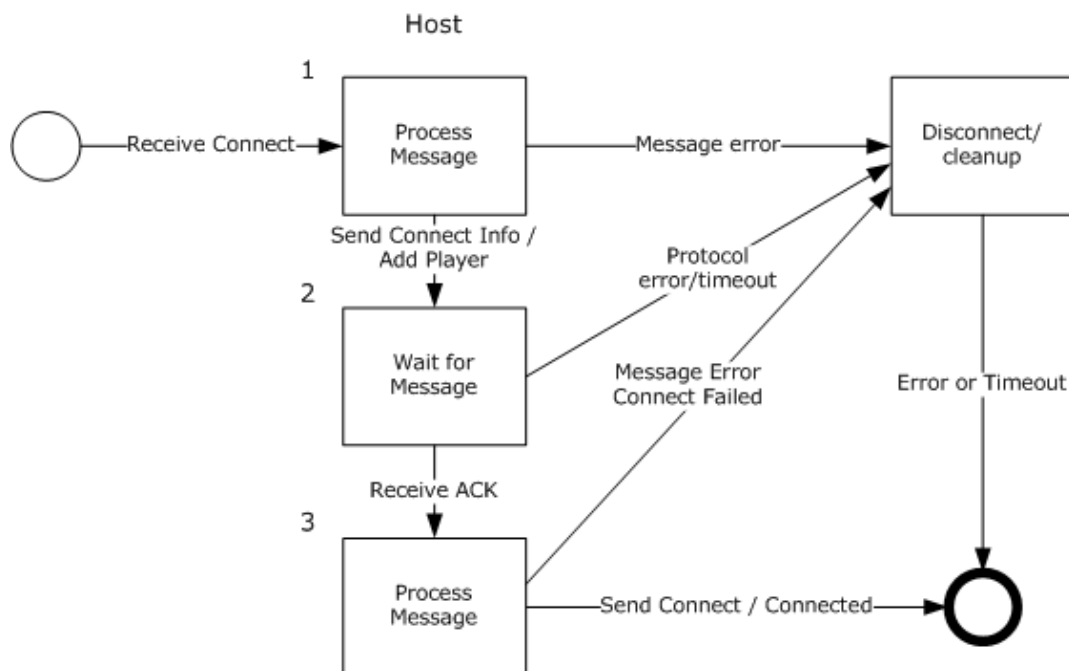 Host
1
Receive Connect
Process
Message
Message error
Disconnect/
cleanup
Send Connect Info /
Add Player
2
Wait for
Message
Protocol
error/timeout
Message Error
Connect Failed
Error or Timeout
Receive ACK
3
Process
Message
Send Connect / Connected